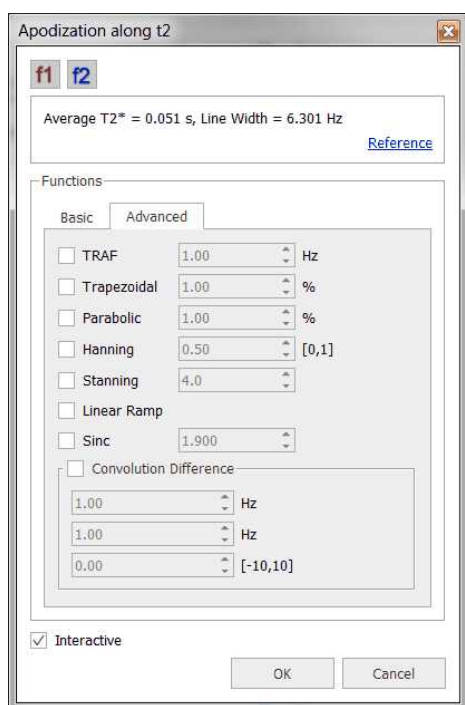 Apodization along t2
f1 f2
Average T2* = 0.051 s, Line Width = 6.301 Hz
Reference
Functions
Basic Advanced
TRAF 1.00 Hz
Trapezoidal 1.00 %
Parabolic 1.00 %
Hanning 0.50 [0,1]
Stanning 4.0
Linear Ramp
Sinc 1.900
Convolution Difference
1.00 Hz
1.00 Hz
0.00 [-10,10]
Interactive
OK Cancel